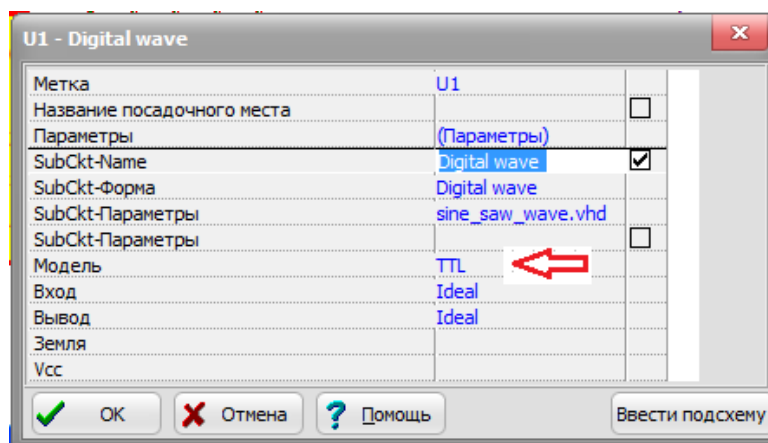 U1 - Digital wave
Метка U1
Название посадочного места
Параметры (Параметры)
SubCkt-Name Digital wave
SubCkt-Форма Digital wave
SubCkt-Параметры sine_saw_wave.vhd
SubCkt-Параметры
Модель TTL
Вход Ideal
Вывод Ideal
Земля
Vcc
ОК Отмена Помощь Ввести подсхему